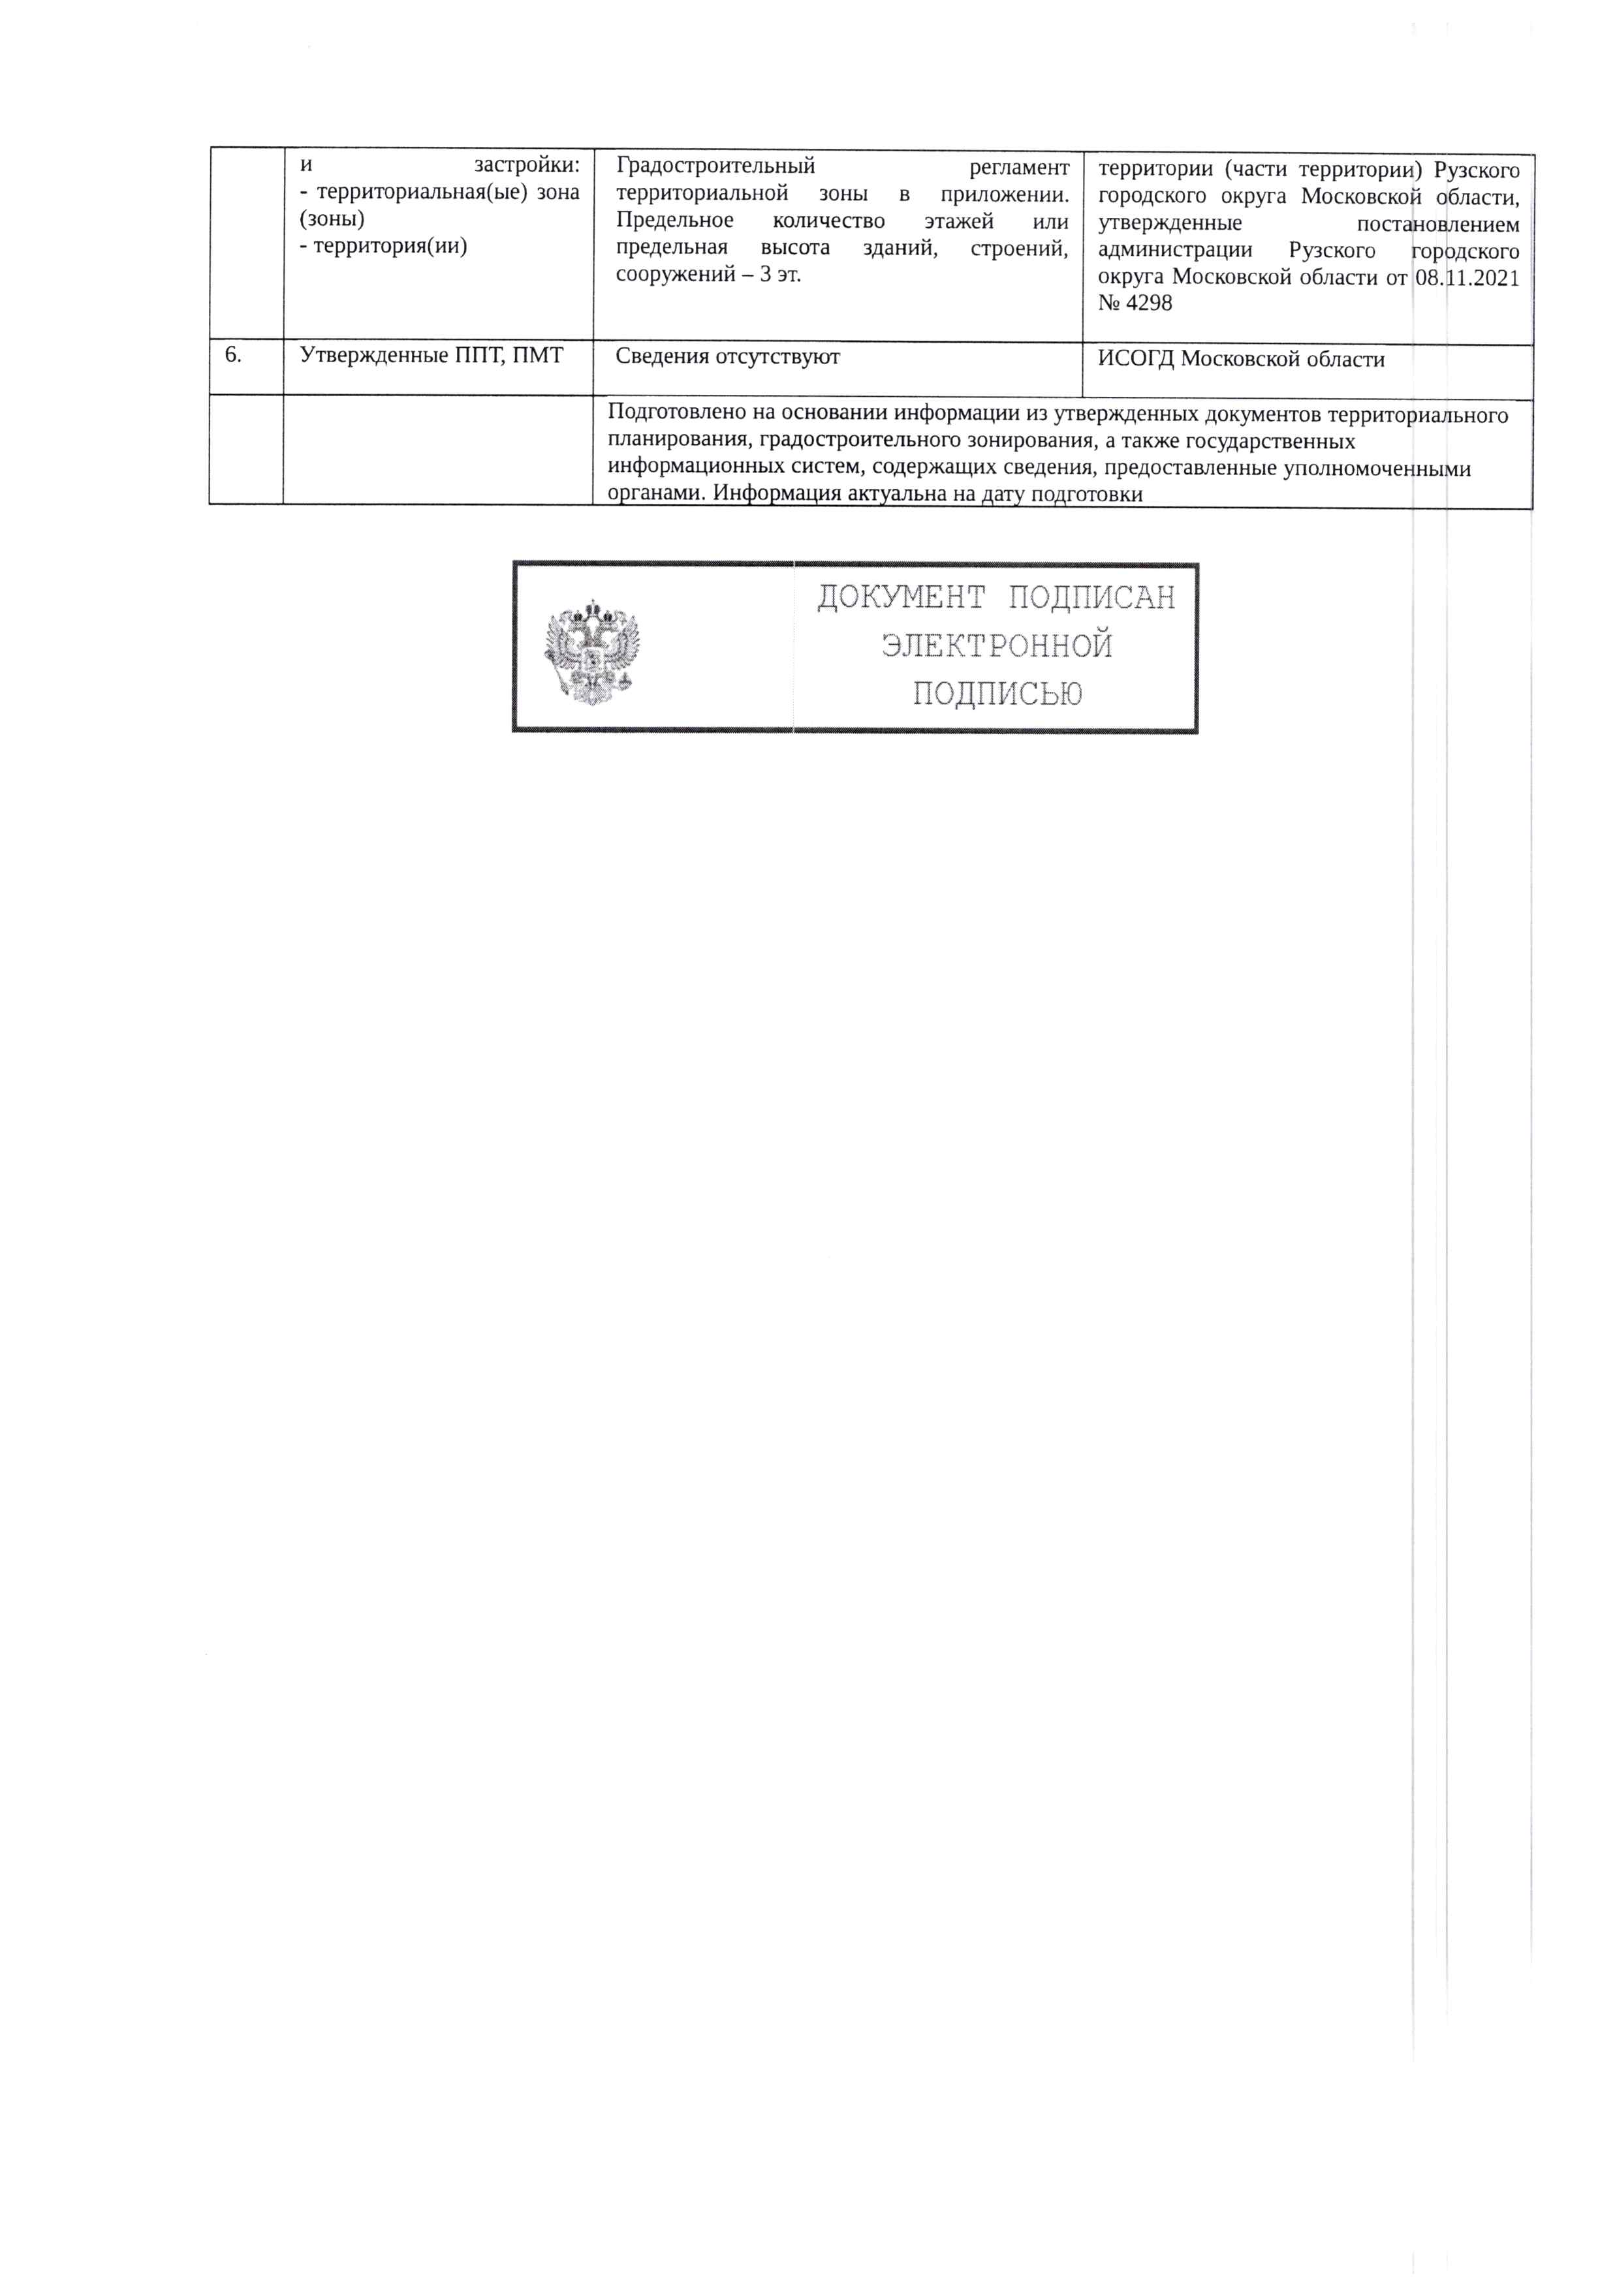 и застройки:
- территориальная(ые) зона
(зоны)
- территория(ии)
Градостроительный регламент
территориальной зоны в приложении.
Предельное количество этажей или
предельная высота зданий, строений,
сооружений – 3 эт.
территории (части территории) Рузского
городского округа Московской области,
утвержденные постановлением
администрации Рузского городского
округа Московской области от 08.11.2021
№ 4298
6.
Утвержденные ППТ, ПМТ
Сведения отсутствуют
ИСОГД Московской области
Подготовлено на основании информации из утвержденных документов территориального
планирования, градостроительного зонирования, а также государственных
информационных систем, содержащих сведения, предоставленные уполномоченными
органами. Информация актуальна на дату подготовки
ДОКУМЕНТ ПОДПИСАН
ЭЛЕКТРОННОЙ
ПОДПИСЬЮ